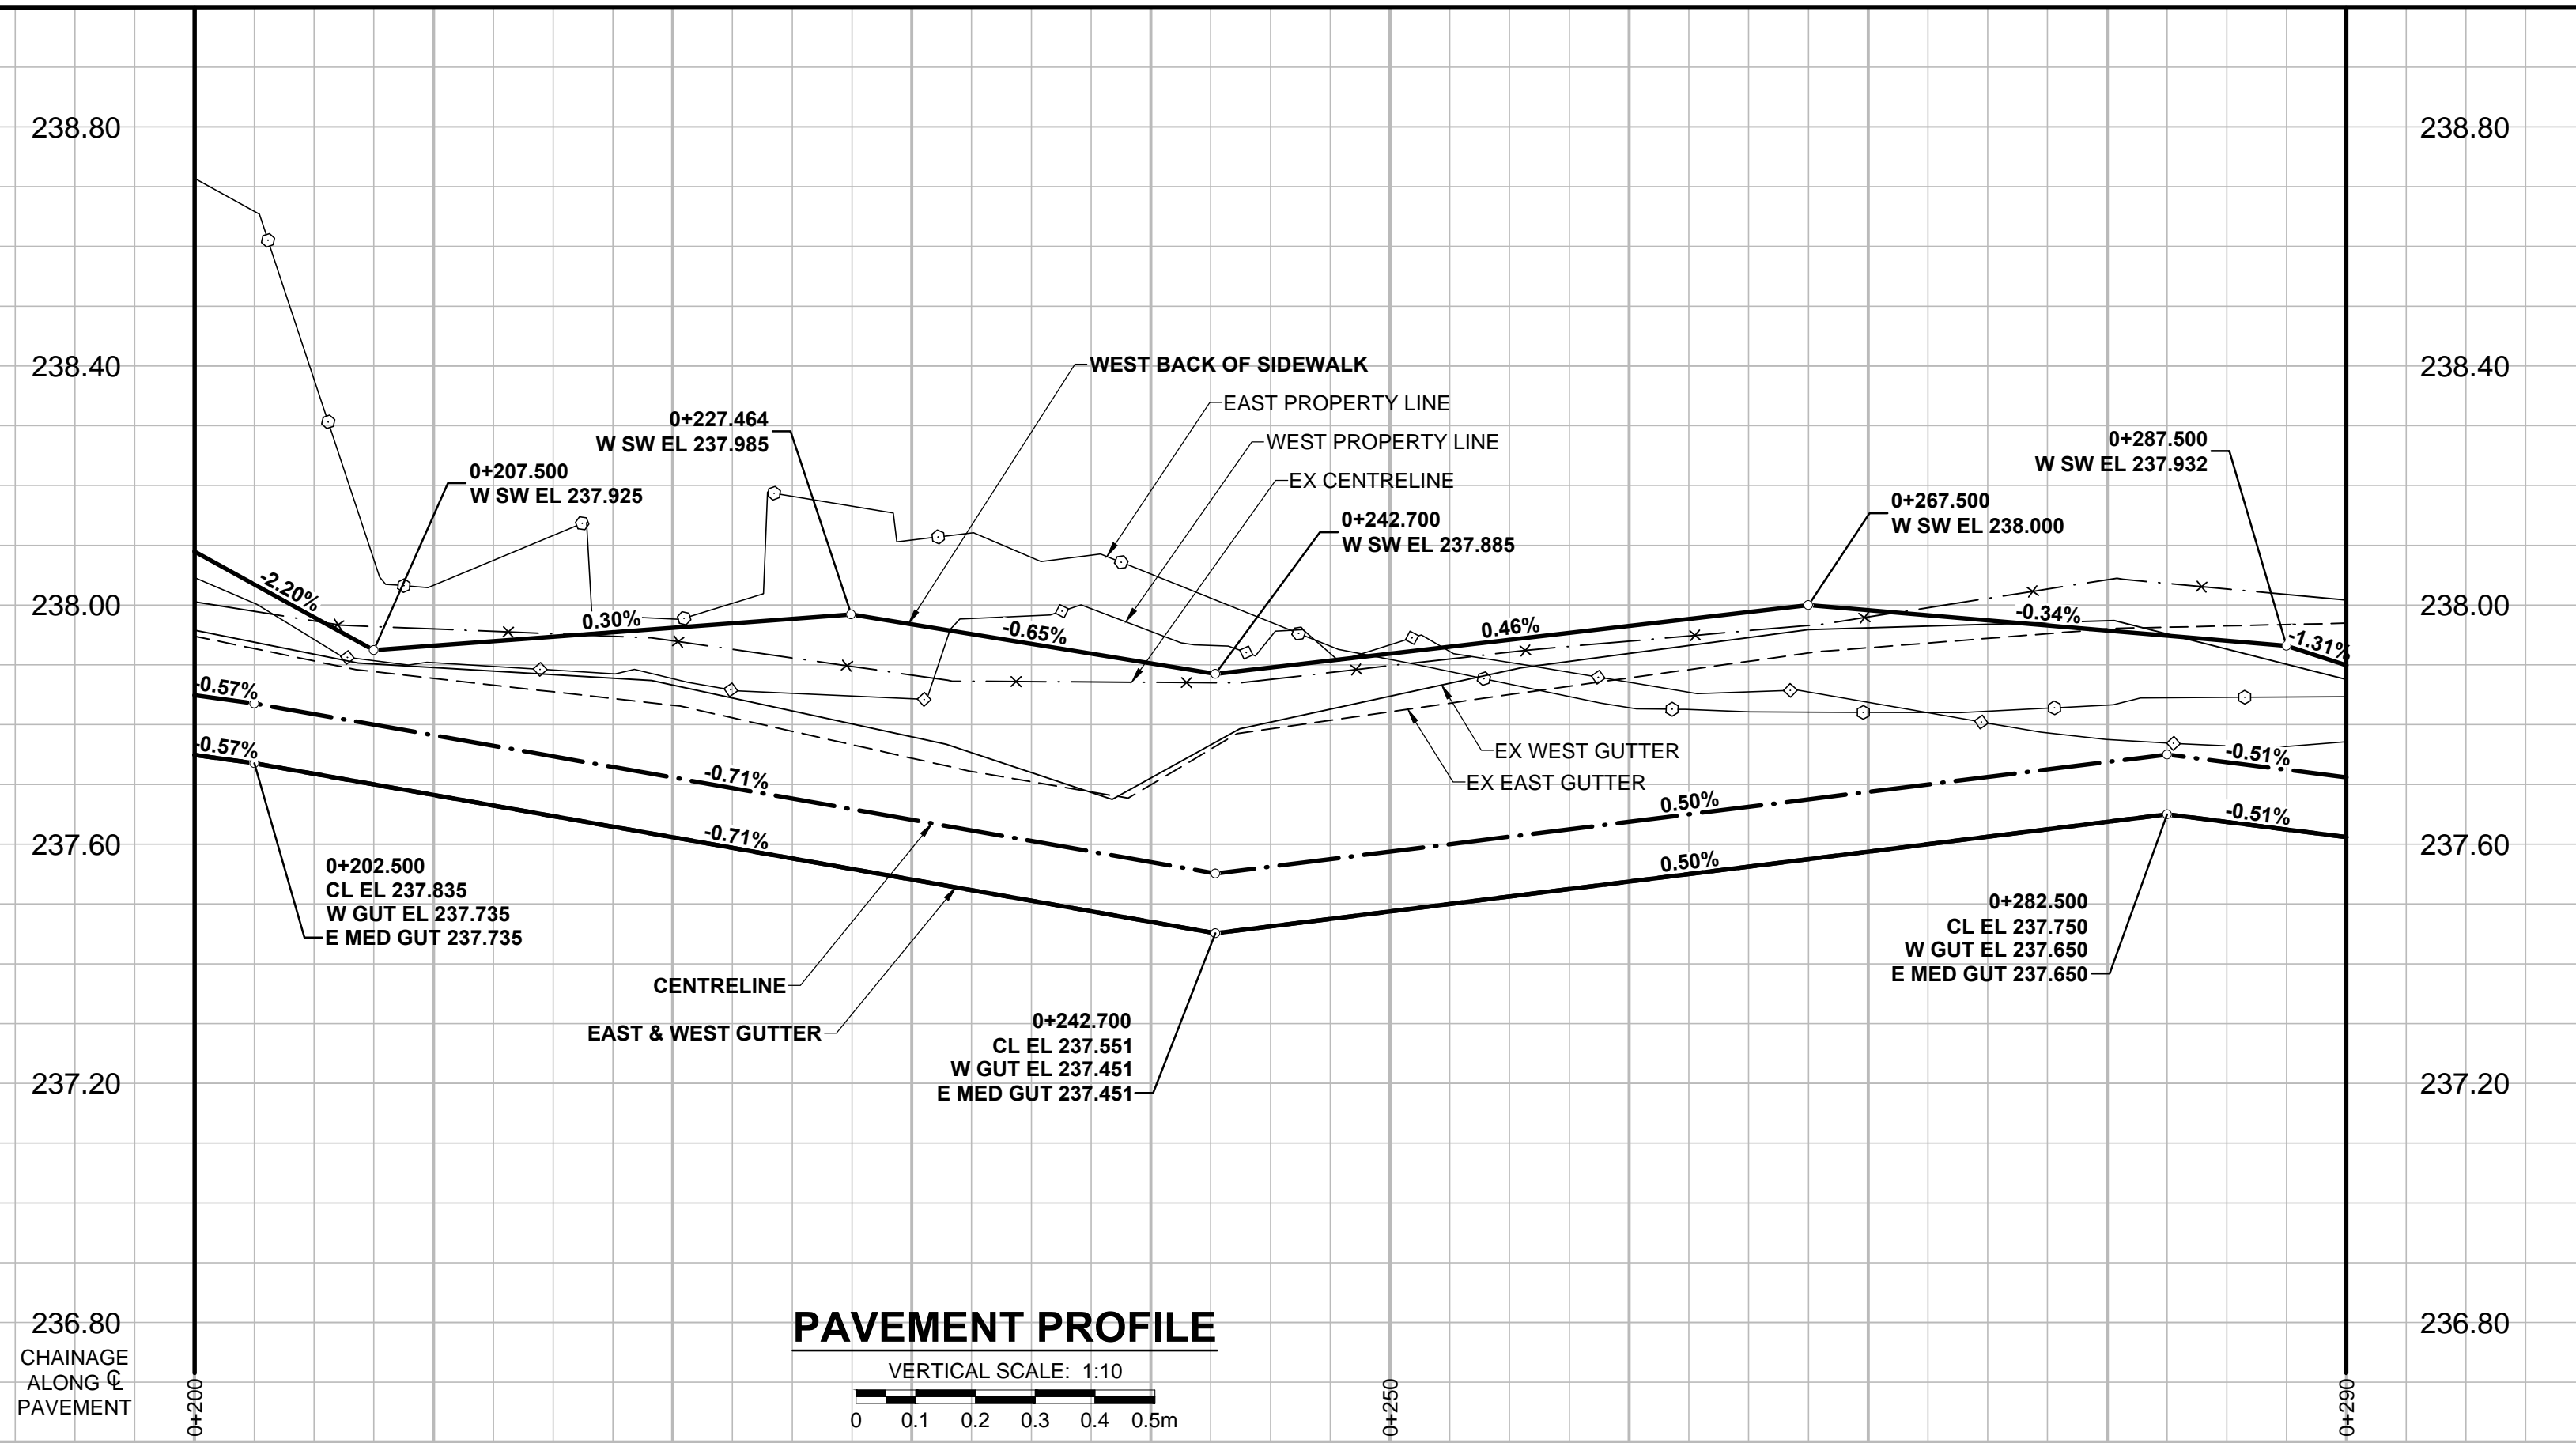 238.80
238.80
238.40
238.40
238.00
238.00
237.60
237.60
237.20
237.20
236.80
236.80
WEST BACK OF SIDEWALK
EAST PROPERTY LINE
WEST PROPERTY LINE
EX CENTRELINE
0+227.464
W SW EL 237.985
0+207.500
W SW EL 237.925
0+242.700
W SW EL 237.885
0+267.500
W SW EL 238.000
0+287.500
W SW EL 237.932
-2.20%
0.30%
-0.65%
0.46%
-0.34%
-1.31%
-0.57%
-0.71%
0.50%
-0.51%
-0.57%
-0.71%
0.50%
-0.51%
EX WEST GUTTER
EX EAST GUTTER
0+202.500
CL EL 237.835
W GUT EL 237.735
E MED GUT 237.735
CENTRELINE
EAST & WEST GUTTER
0+242.700
CL EL 237.551
W GUT EL 237.451
E MED GUT 237.451
0+282.500
CL EL 237.750
W GUT EL 237.650
E MED GUT 237.650
PAVEMENT PROFILE
VERTICAL SCALE: 1:10
0 0.1 0.2 0.3 0.4 0.5m
CHAINAGE
ALONG ℄
PAVEMENT
0+200
0+250
0+290